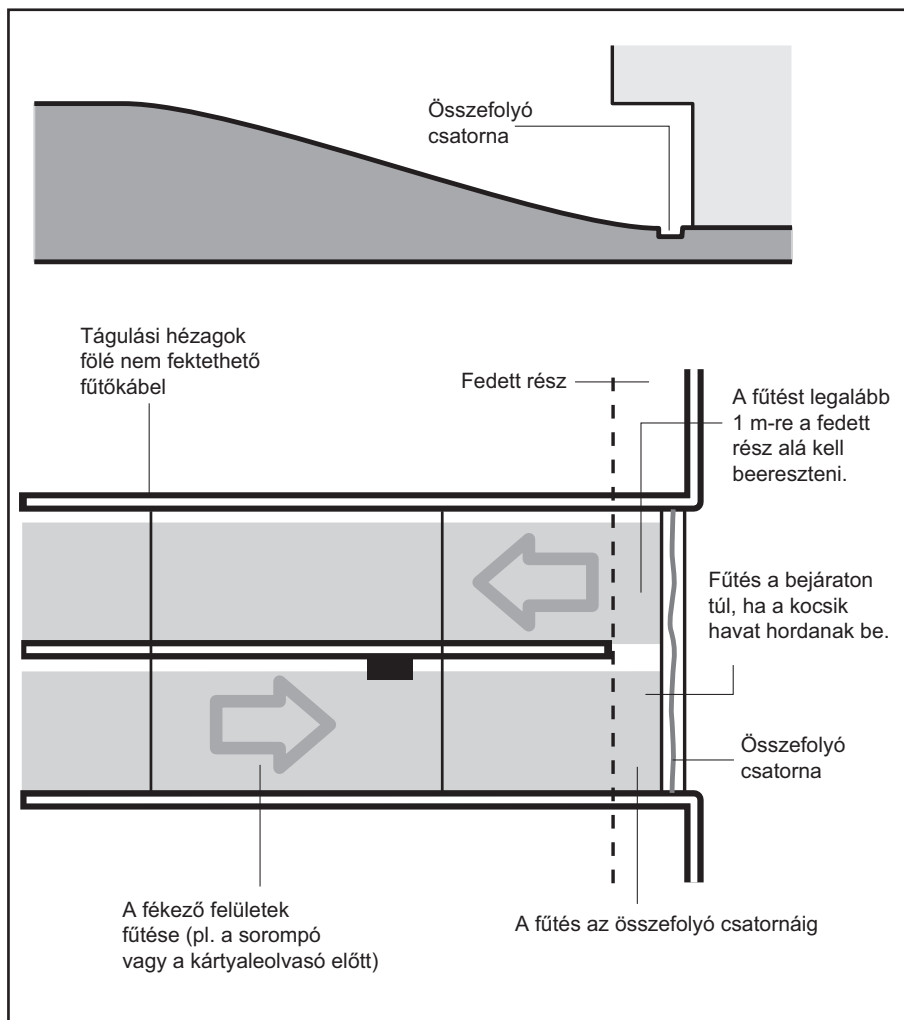 Összefolyó
csatorna
Tágulási hézagok
fölé nem fektethető
fűtőkábel
Fedett rész
A fűtést legalább
1 m-re a fedett
rész alá kell
beereszteni.
Fűtés a bejáraton
túl, ha a kocsik
havat hordanak be.
Összefolyó
csatorna
A fékező felületek
fűtése (pl. a sorompó
vagy a kártyaleolvasó előtt)
A fűtés az összefolyó csatornáig